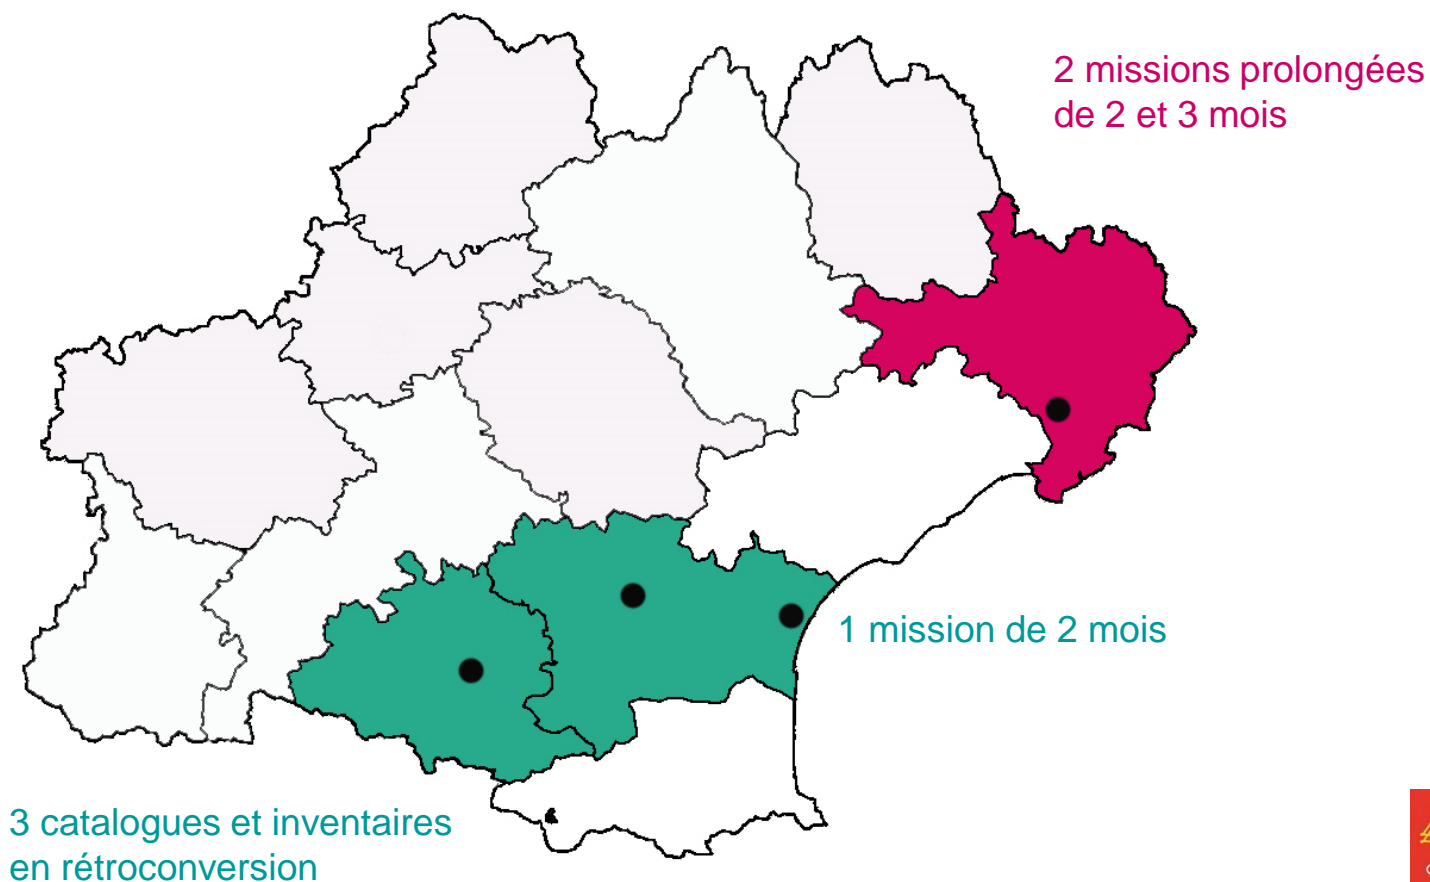 2 missions prolongées
de 2 et 3 mois
1 mission de 2 mois
3 catalogues et inventaires
en rétroconversion